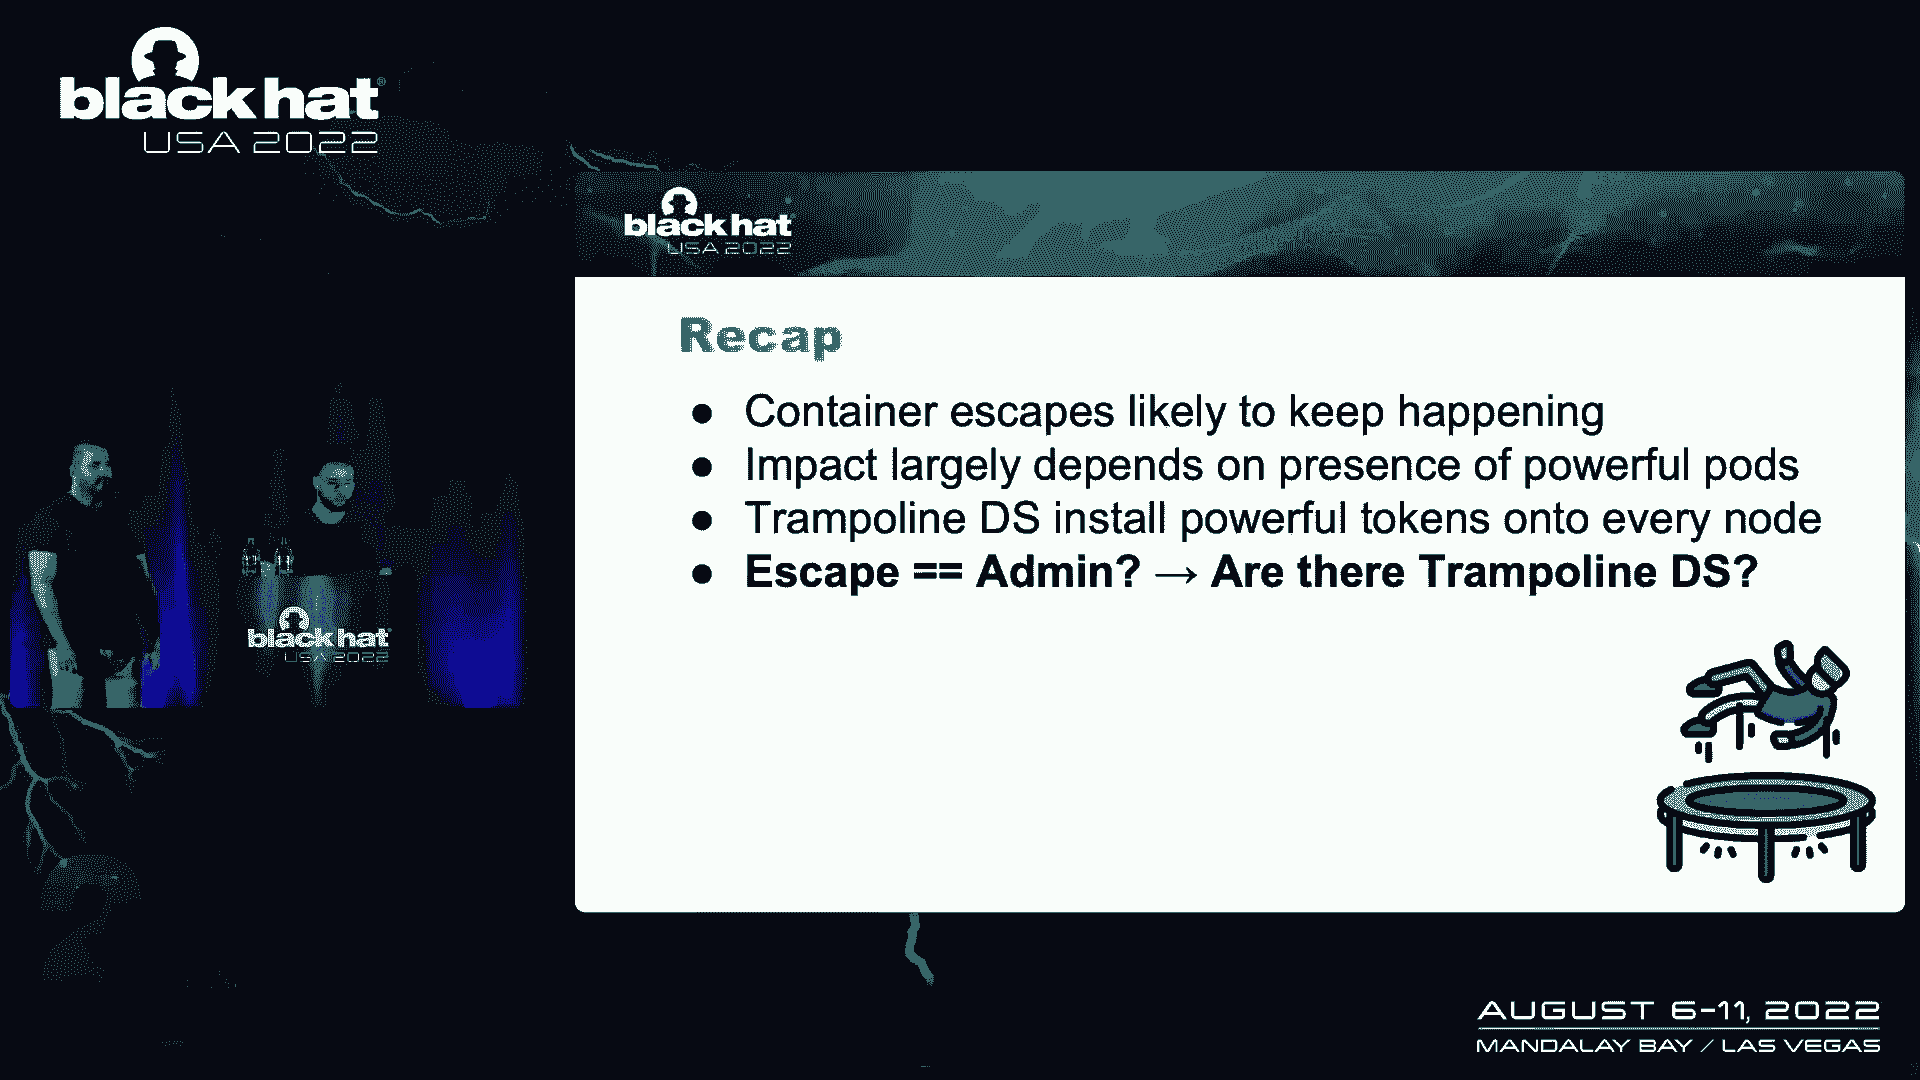 black hat
USA 2022
black hat
USA 2022
Recap
● Container escapes likely to keep happening
● Impact largely depends on presence of powerful pods
● Trampoline DS install powerful tokens onto every node
● Escape == Admin? → Are there Trampoline DS?
black hat
USA 2022
AUGUST 6-11, 2022
MANDALAY BAY / LAS VEGAS